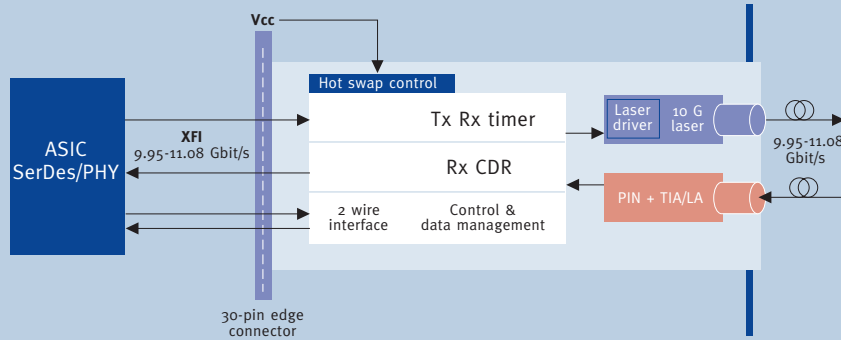 Vcc
Hot swap control
ASIC
SerDes/PHY
XFI
9.95-11.08 Gbit/s
Tx Rx timer
Rx CDR
2 wire
interface
Control &
data management
Laser
driver
10 G
laser
9.95-11.08
Gbit/s
PIN + TIA/LA
30-pin edge
connector